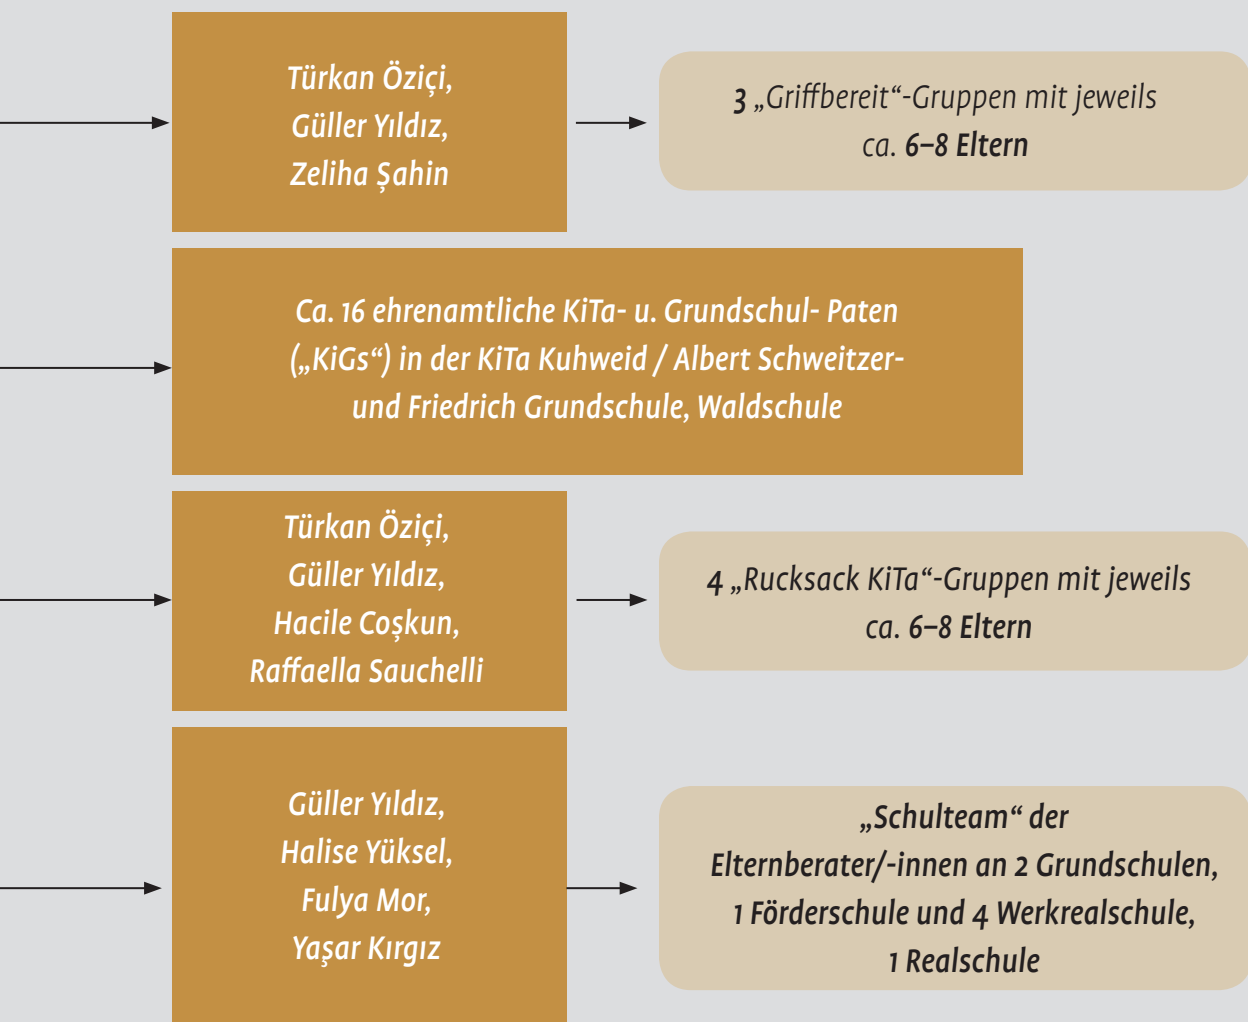 Türkan Öziçi,
Güller Yıldız,
Zeliha Şahin
3 „Griffbereit“-Gruppen mit jeweils
ca. 6–8 Eltern
Ca. 16 ehrenamtliche KiTa- u. Grundschul- Paten
(„KiGs“) in der KiTa Kuhweid / Albert Schweitzer-
und Friedrich Grundschule, Waldschule
Türkan Öziçi,
Güller Yıldız,
Hacile Coşkun,
Raffaella Sauchelli
4 „Rucksack KiTa“-Gruppen mit jeweils
ca. 6–8 Eltern
Güller Yıldız,
Halise Yüksel,
Fulya Mor,
Yaşar Kırgız
„Schulteam“ der
Elternberater/-innen an 2 Grundschulen,
1 Förderschule und 4 Werkrealschule,
1 Realschule